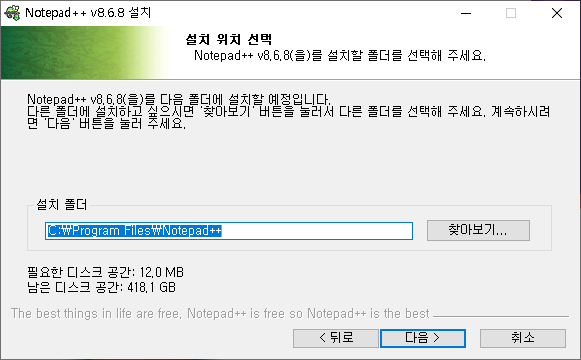 Notepad++ v8.6.8 설치
설치 위치 선택
Notepad++ v8.6.8(을)를 설치할 폴더를 선택해 주세요.
Notepad++ v8.6.8(을)를 다음 폴더에 설치할 예정입니다.
다른 폴더에 설치하고 싶으시면 '찾아보기' 버튼을 눌러서 다른 폴더를 선택해 주세요. 계속하시려
면 '다음' 버튼을 눌러 주세요.
설치 폴더
C:₩Program Files₩Notepad++
찾아보기...
필요한 디스크 공간: 12.0 MB
남은 디스크 공간: 418.1 GB
The best things in life are free. Notepad++ is free so Notepad++ is the best
< 뒤로
다음 >
취소